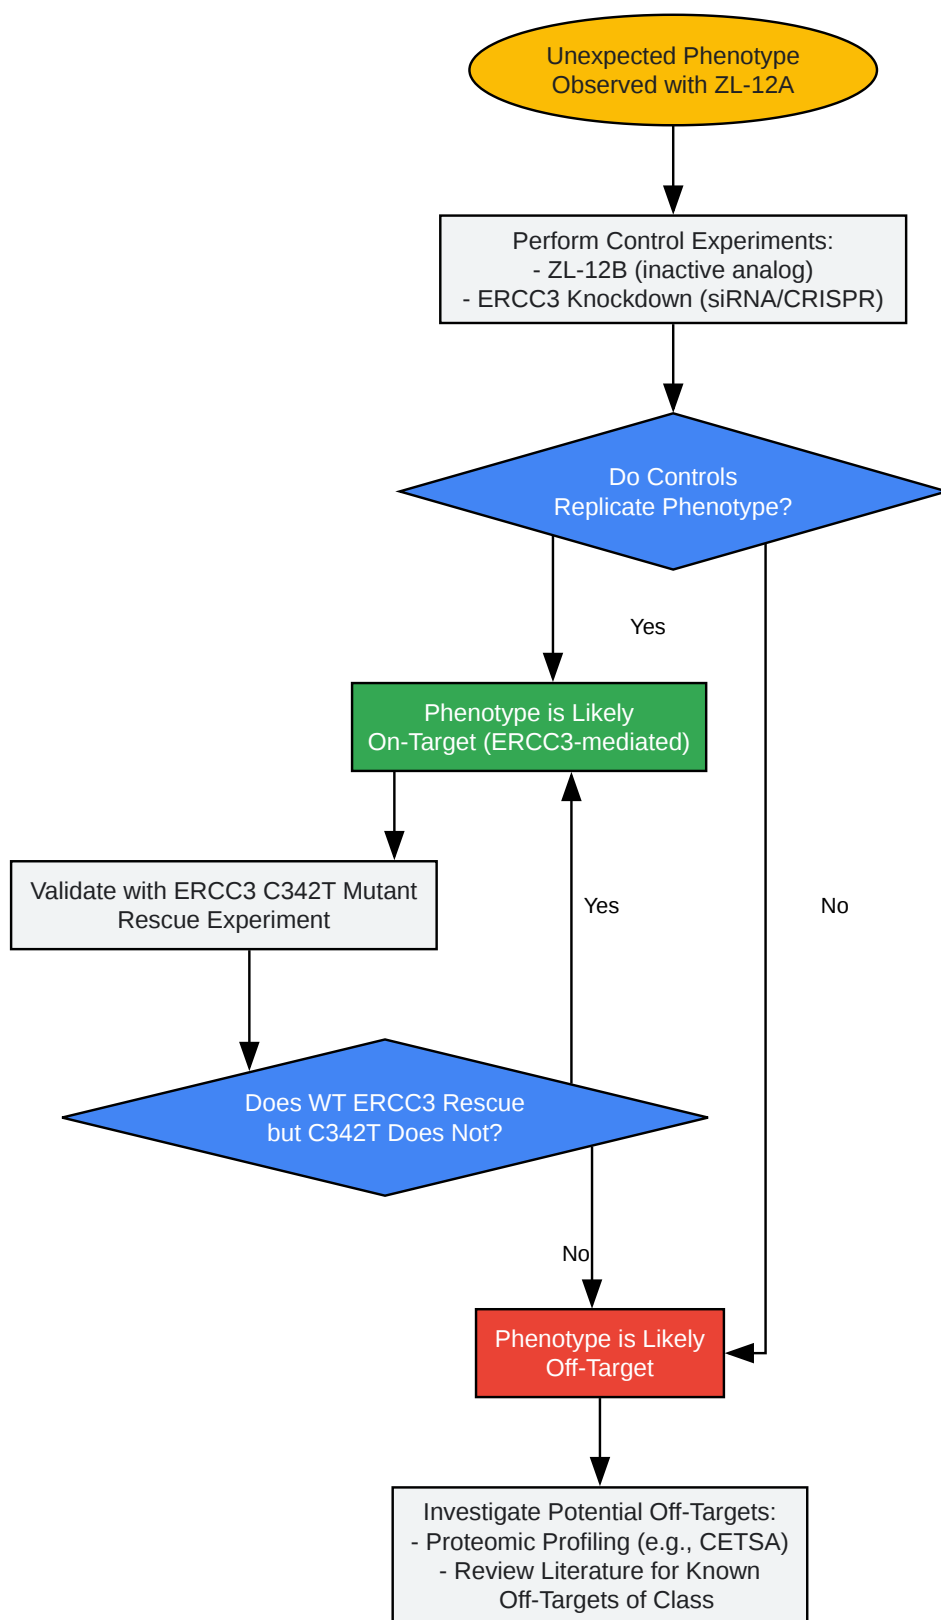 Unexpected Phenotype
Observed with ZL-12A
Perform Control Experiments:
- ZL-12B (inactive analog)
- ERCC3 Knockdown (siRNA/CRISPR)
Do Controls
Replicate Phenotype?
Yes
Phenotype is Likely
On-Target (ERCC3-mediated)
Validate with ERCC3 C342T Mutant
Rescue Experiment
Yes
No
Does WT ERCC3 Rescue
but C342T Does Not?
No
Phenotype is Likely
Off-Target
Investigate Potential Off-Targets:
- Proteomic Profiling (e.g., CETSA)
- Review Literature for Known
Off-Targets of Class